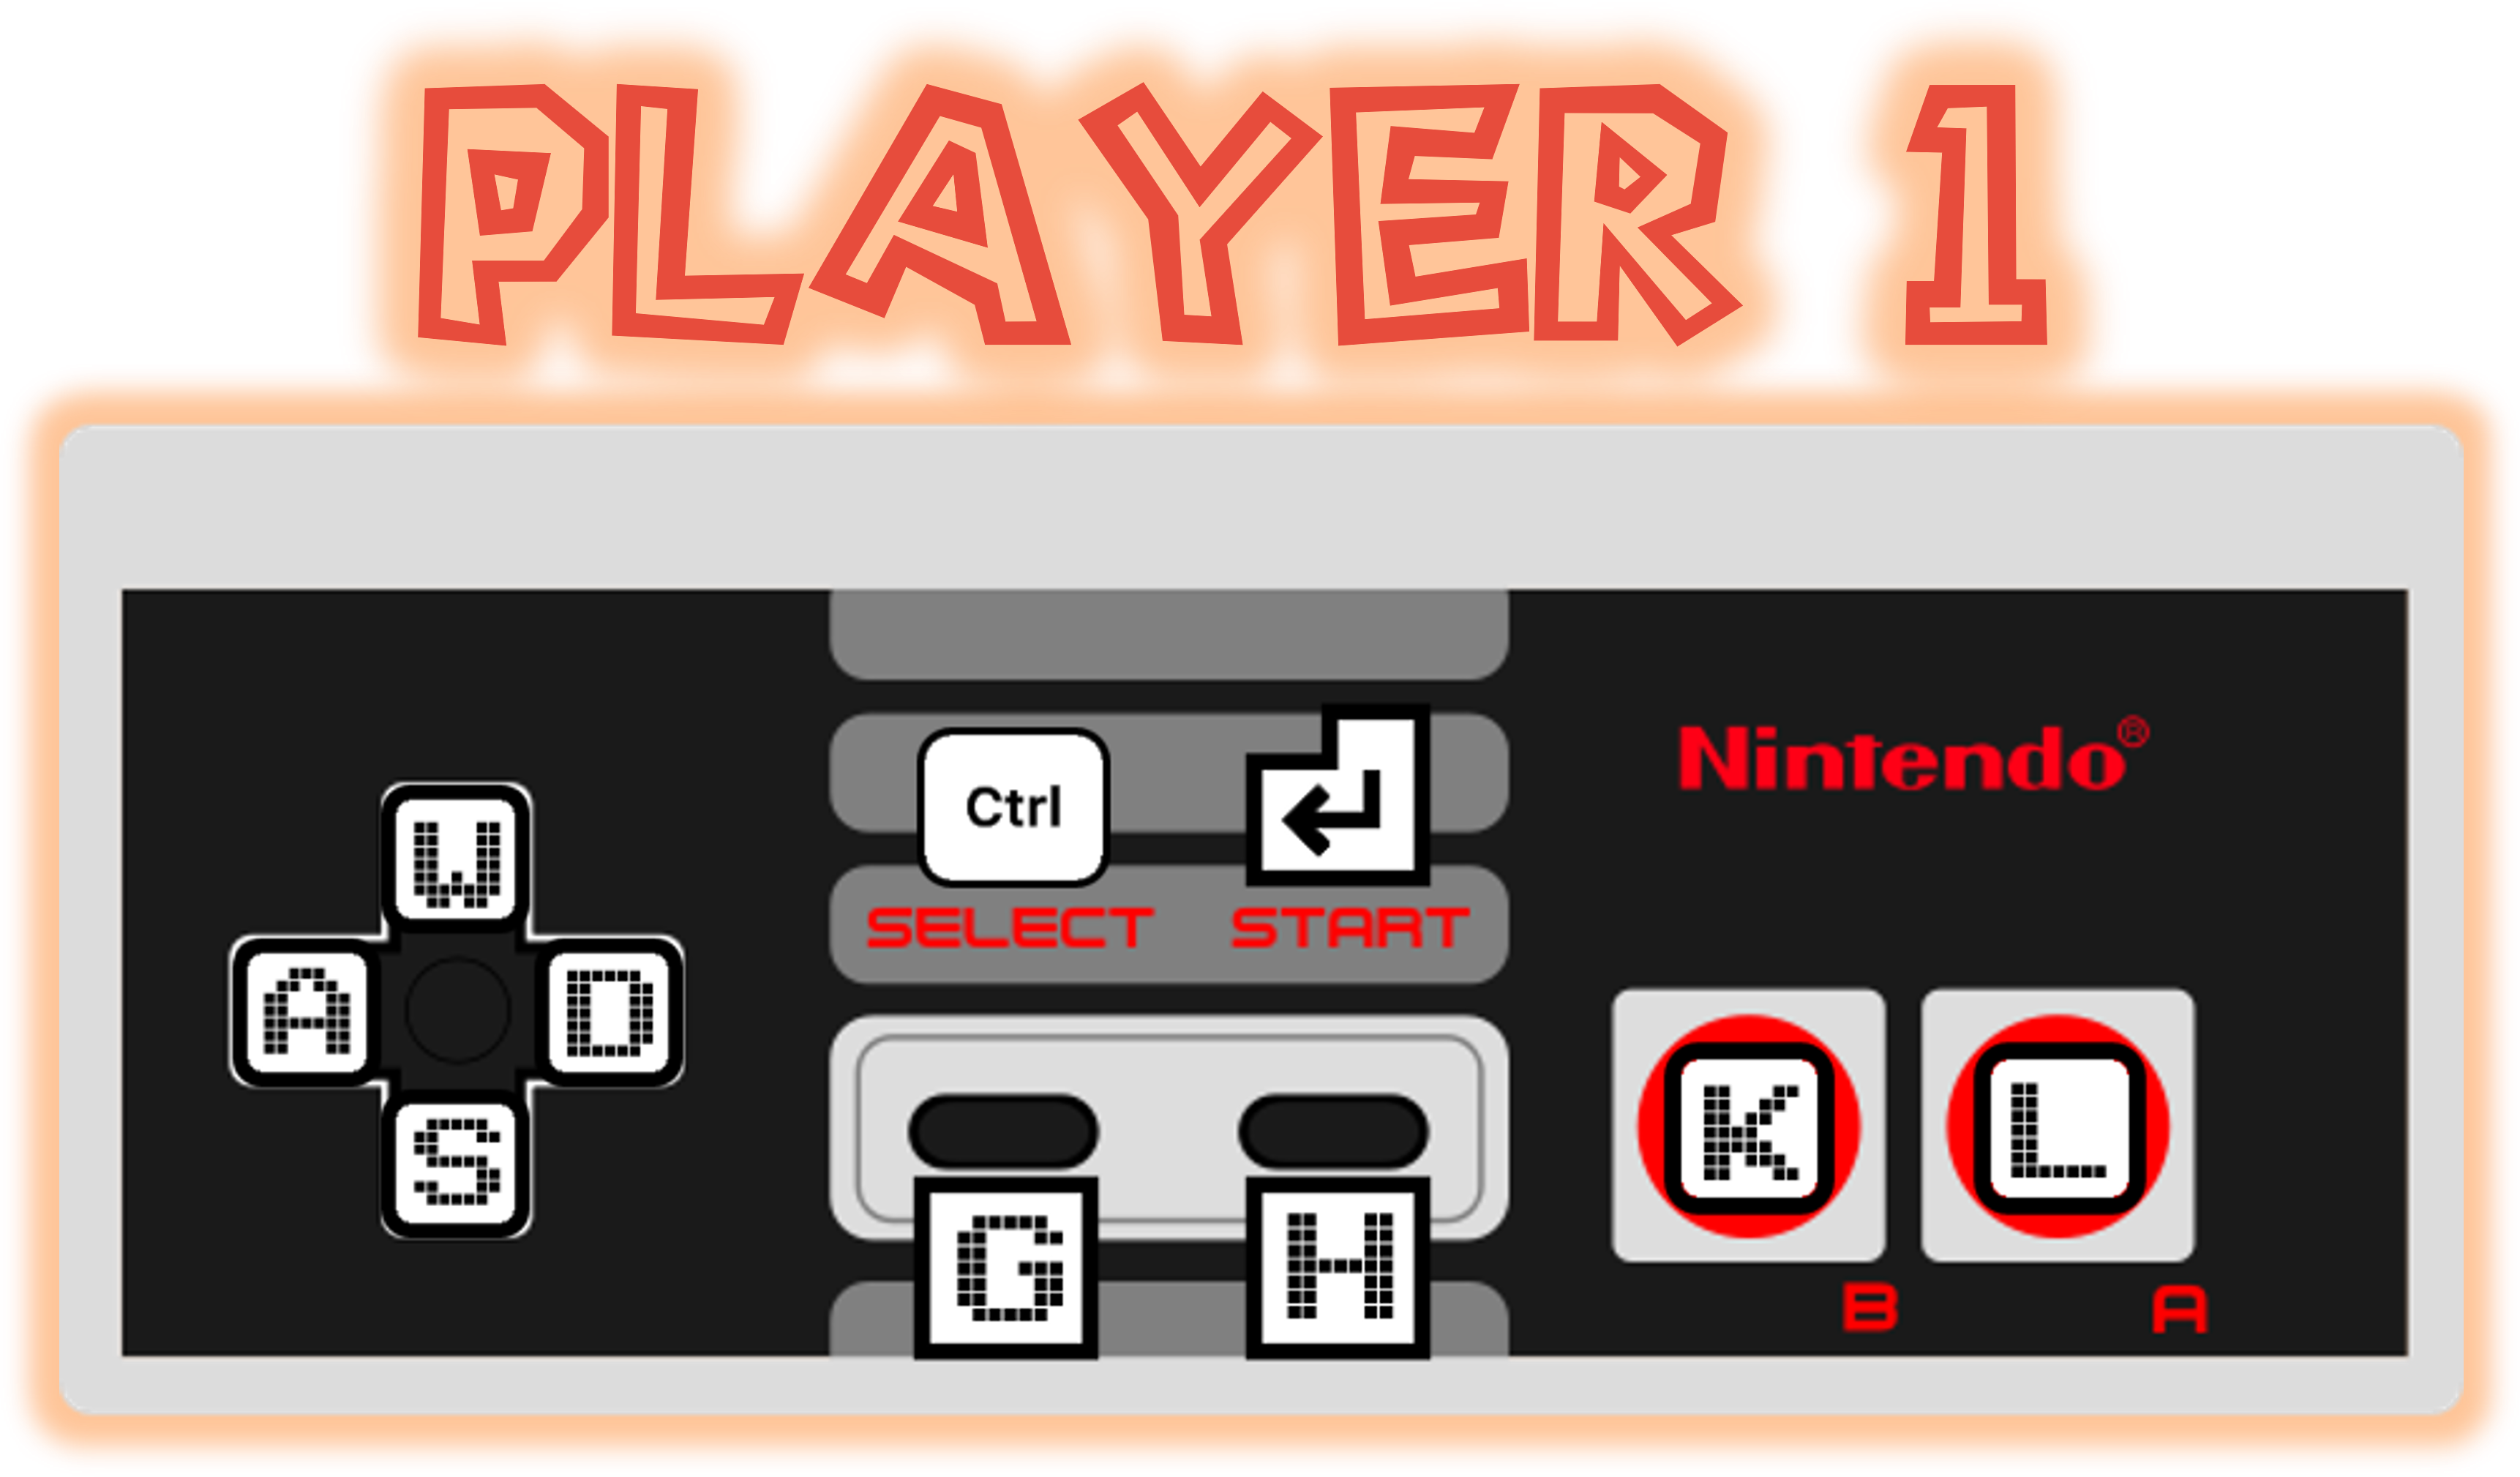 PLAYER 1
Nintendo®
Ctrl
SELECT START
W
A D
S
K L
G H
B A